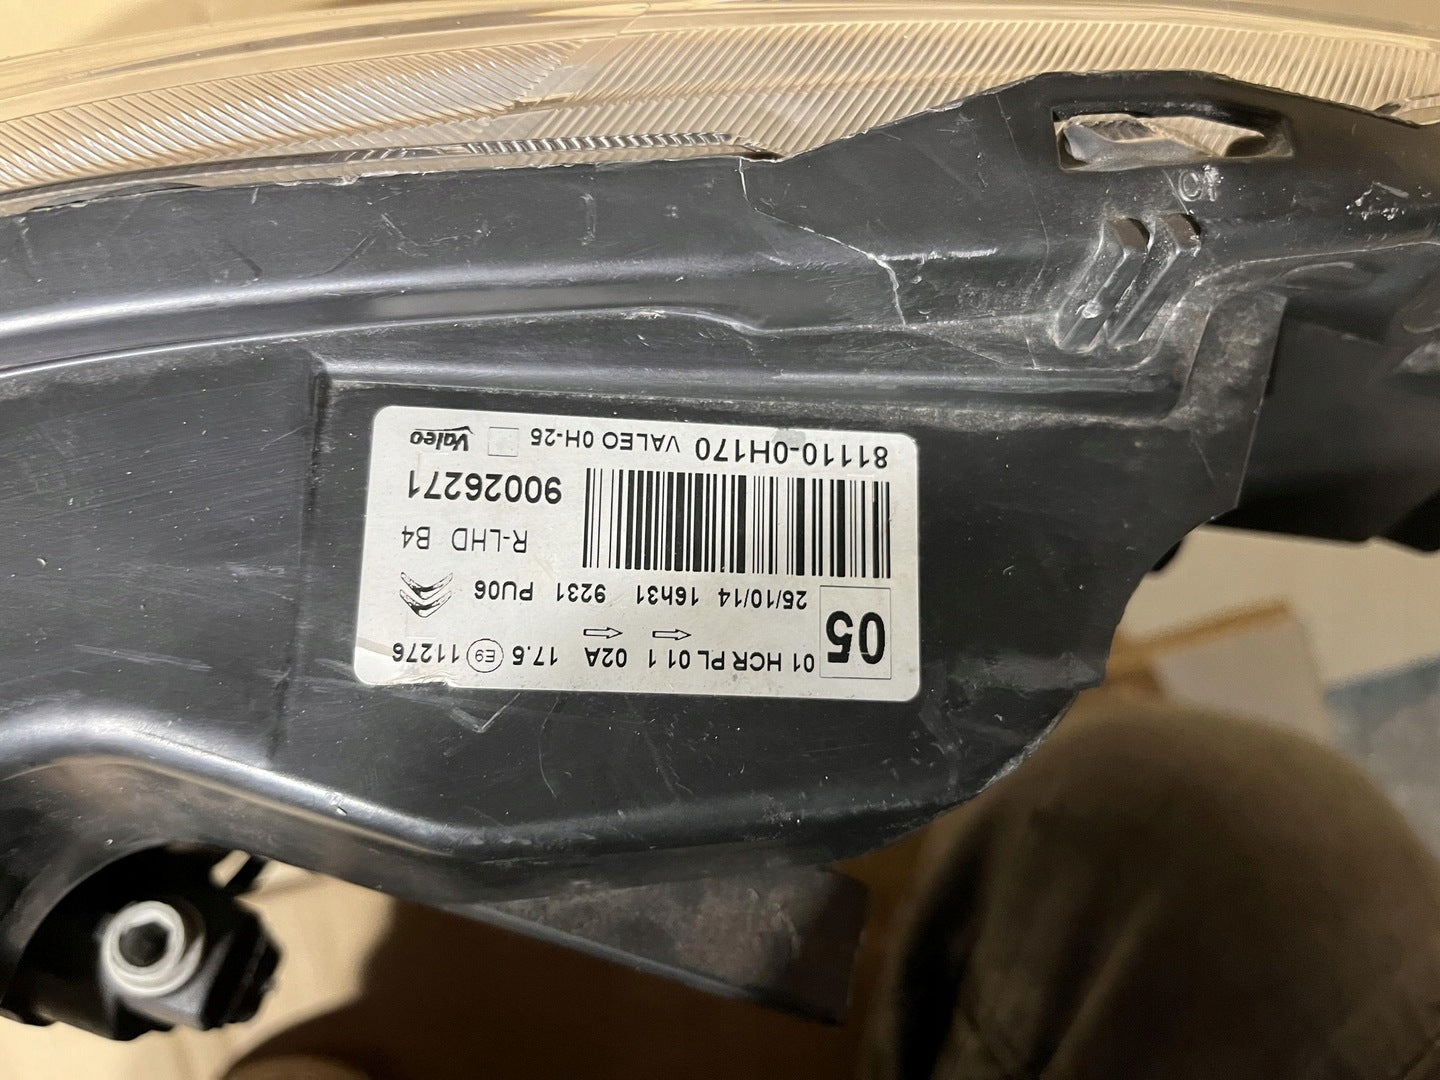 05
01 HCR PL 01 1 02A 17.5 E9 11276
25/10/14 16h31 9231 PU06
R-LHD B4
90026271
81110-0H170 VALEO 0H-25 Valeo